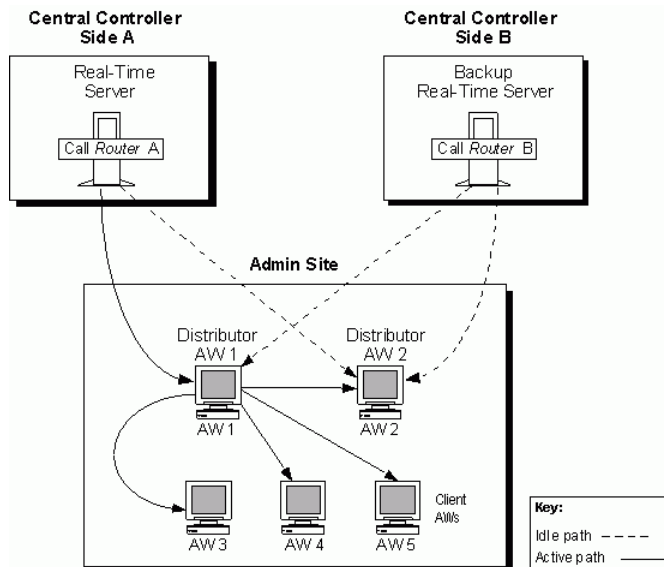 Central Controller
Side A
Central Controller
Side B
Real-Time
Server
Call Router A
Backup
Real-Time Server
Call Router B
Admin Site
Distributor
AW 1
Distributor
AW 2
AW 1
AW 2
Client
AWs
AW 3
AW 4
AW 5
Key:
Idle path
Active path